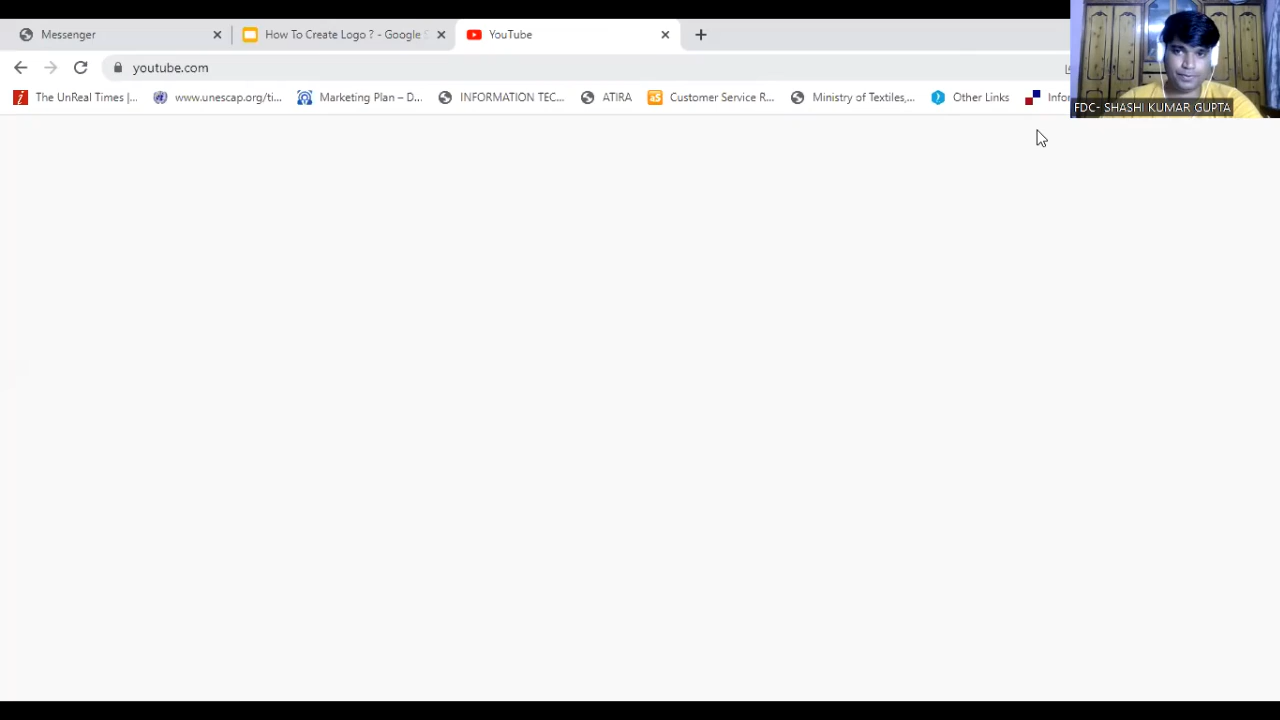 Messenger
How To Create Logo ? - Google
YouTube
youtube.com
The UnReal Times |...
www.unescap.org/ti...
Marketing Plan – D...
INFORMATION TEC...
ATIRA
Customer Service R...
Ministry of Textiles,...
Other Links
FDC- SHASHI KUMAR GUPTA